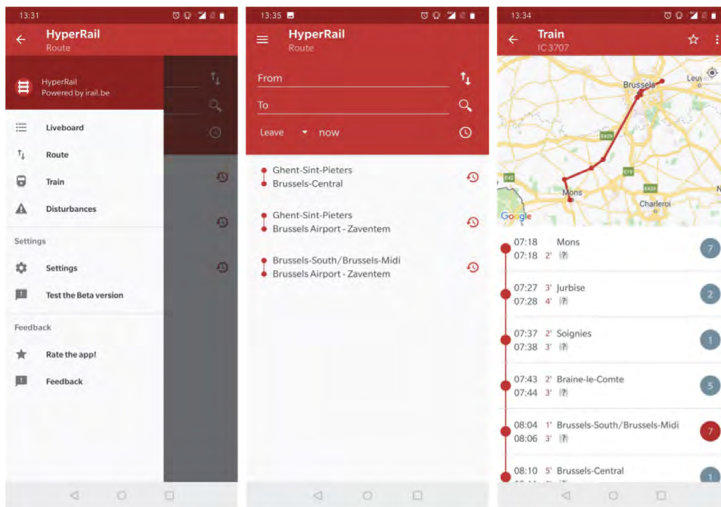 13:31
HyperRail
Route
HyperRail
Powered by irail.be
Liveboard
Route
Train
Disturbances
Settings
Settings
Test the Beta version
Feedback
Rate the app!
Feedback
13:35
HyperRail
Route
From
To
Leave now
Ghent-Sint-Pieters
Brussels-Central
Ghent-Sint-Pieters
Brussels Airport - Zaventem
Brussels-South/Brussels-Midi
Brussels Airport - Zaventem
13:34
Train
IC 3707
Brussels
Leu
Mons
Charleroi
N
Google
07:18 Mons 7
07:18 2' ?
07:27 3' Jurbise 2
07:28 4' ?
07:37 2' Soignies 1
07:38 3' ?
07:43 2' Braine-le-Comte 5
07:44 3' ?
08:04 1' Brussels-South/Brussels-Midi 7
08:06 3' ?
08:10 5' Brussels-Central 1